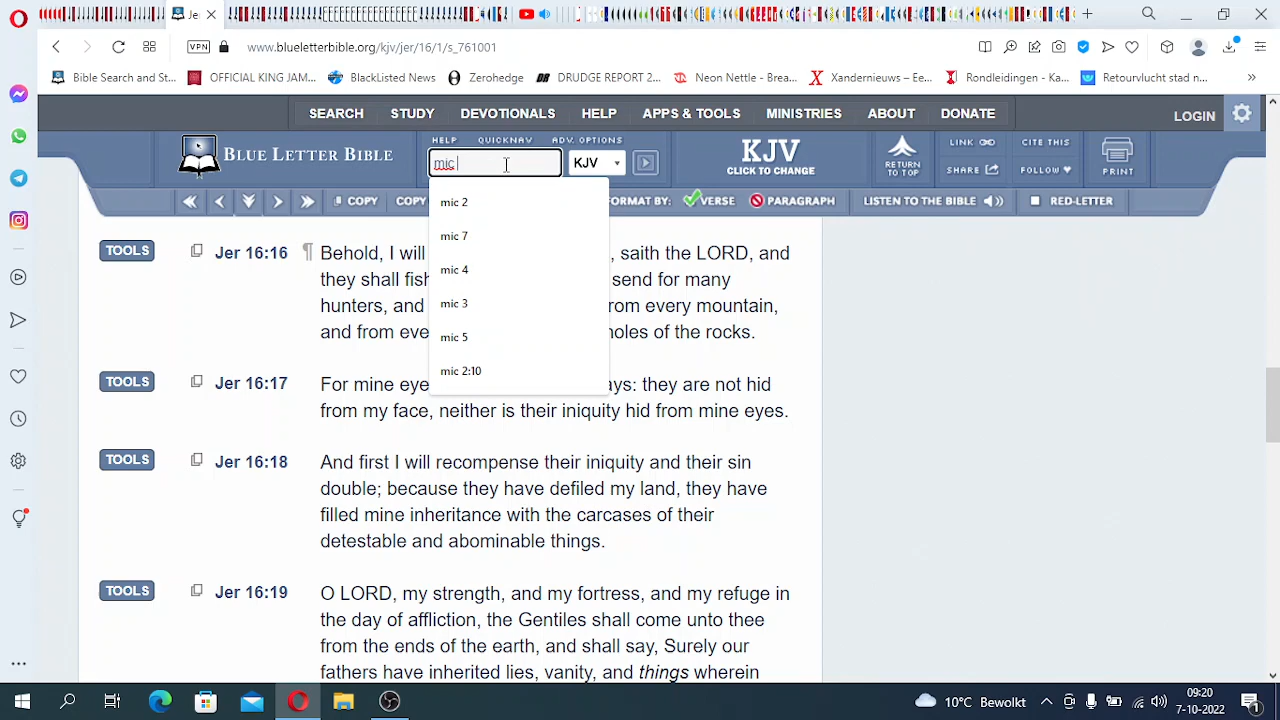 Je
VPN
www.blueletterbible.org/kjv/jer/16/1/s_761001
Bible Search and St...
OFFICIAL KING JAM...
BlackListed News
Zerohedge
DRUDGE REPORT 2...
Neon Nettle - Brea...
Xandernieuws – Ee...
Rondleidingen - Ka...
Retourvlucht stad n...
SEARCH
STUDY
DEVOTIONALS
HELP
APPS & TOOLS
MINISTRIES
ABOUT
DONATE
LOGIN
HELP
QUICKNAV
ADV. OPTIONS
BLUE LETTER BIBLE
mic
KJV
KJV
CLICK TO CHANGE
RETURN
TO TOP
LINK
CITE THIS
SHARE
FOLLOW
PRINT
COPY
COPY
FORMAT BY:
VERSE
PARAGRAPH
LISTEN TO THE BIBLE
RED-LETTER
mic 2
mic 7
mic 4
mic 3
mic 5
mic 2:10
TOOLS
Jer 16:16
¶ Behold, I will , saith the LORD, and
they shall fish send for many
hunters, and from every mountain,
and from eve holes of the rocks.
TOOLS
Jer 16:17
For mine eye ays: they are not hid
from my face, neither is their iniquity hid from mine eyes.
TOOLS
Jer 16:18
And first I will recompense their iniquity and their sin
double; because they have defiled my land, they have
filled mine inheritance with the carcases of their
detestable and abominable things.
TOOLS
Jer 16:19
O LORD, my strength, and my fortress, and my refuge in
the day of affliction, the Gentiles shall come unto thee
from the ends of the earth, and shall say, Surely our
fathers have inherited lies, vanity, and things wherein
10°C Bewolkt
09:20
7-10-2022
1